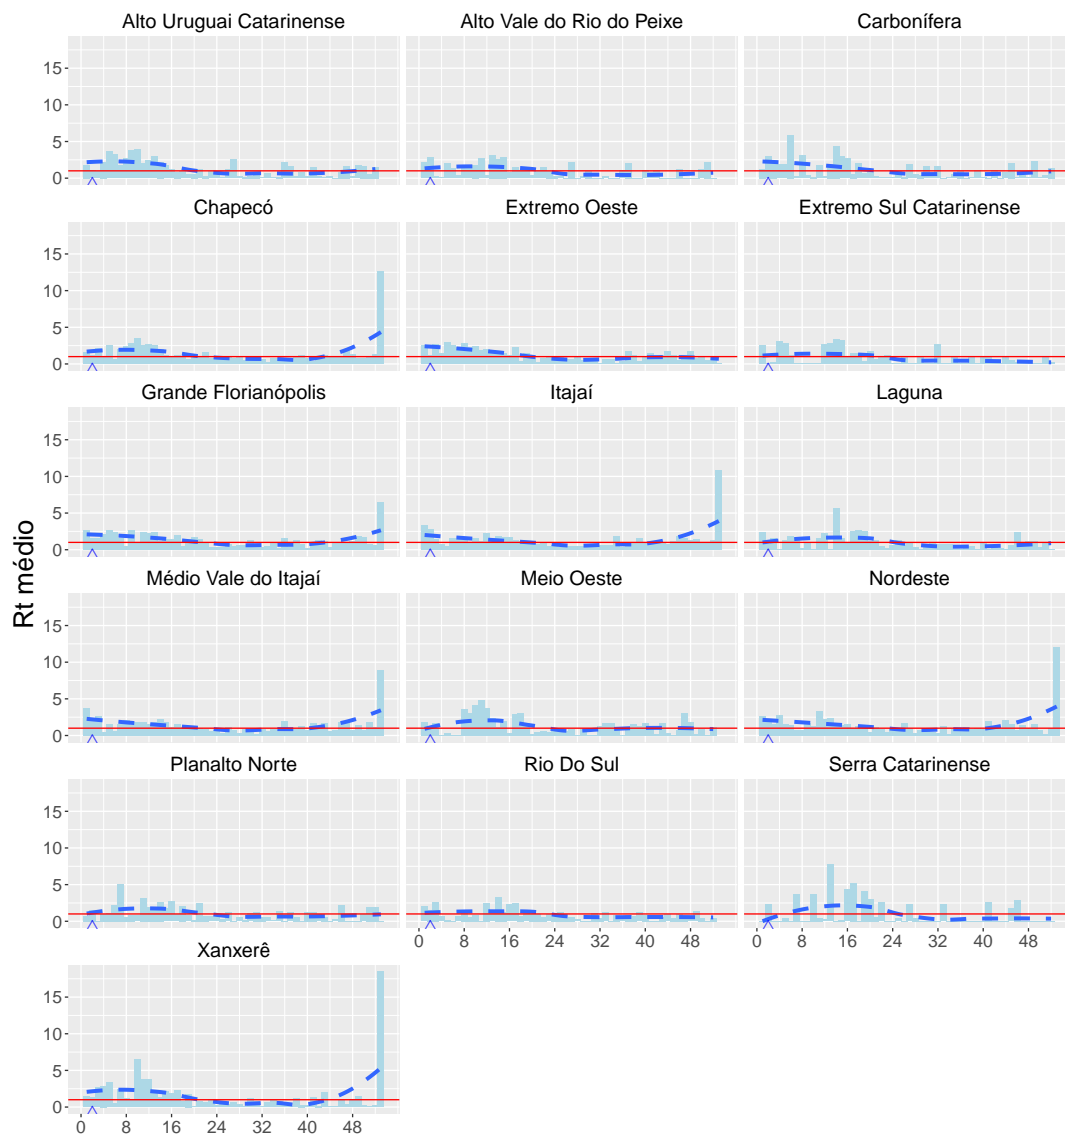 Alto Uruguai Catarinense Alto Vale do Rio do Peixe Carbonífera
15
10
5
0
Chapecó Extremo Oeste Extremo Sul Catarinense
15
10
5
0
Grande Florianópolis Itajaí Laguna
15
10
5
0
Rt médio
Médio Vale do Itajaí Meio Oeste Nordeste
15
10
5
0
Planalto Norte Rio Do Sul Serra Catarinense
15
10
5
0
0 8 16 24 32 40 48 0 8 16 24 32 40 48
Xanxerê
15
10
5
0
0 8 16 24 32 40 48